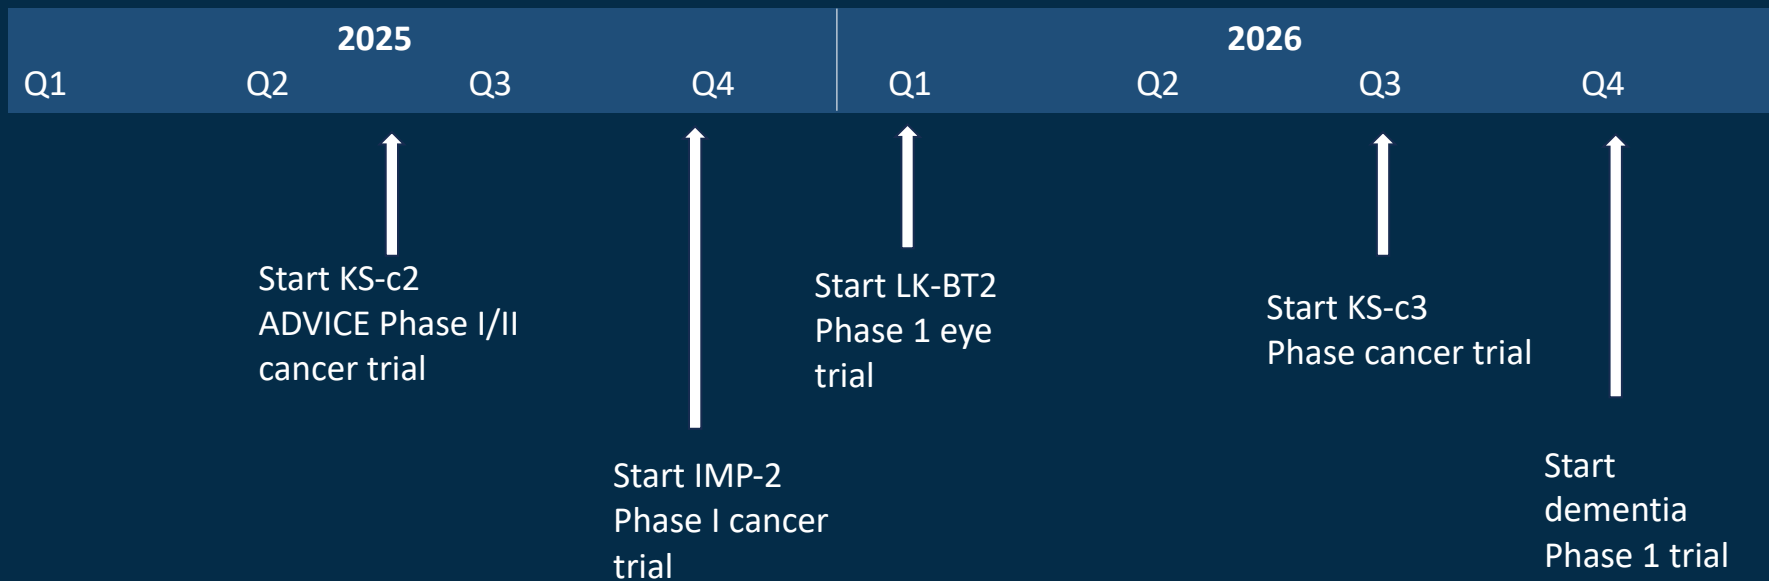 2025
2026
Q1 Q2 Q3 Q4 Q1 Q2 Q3 Q4
Start KS-c2
ADVICE Phase I/II
cancer trial
Start IMP-2
Phase I cancer
trial
Start LK-BT2
Phase 1 eye
trial
Start KS-c3
Phase cancer trial
Start
dementia
Phase 1 trial